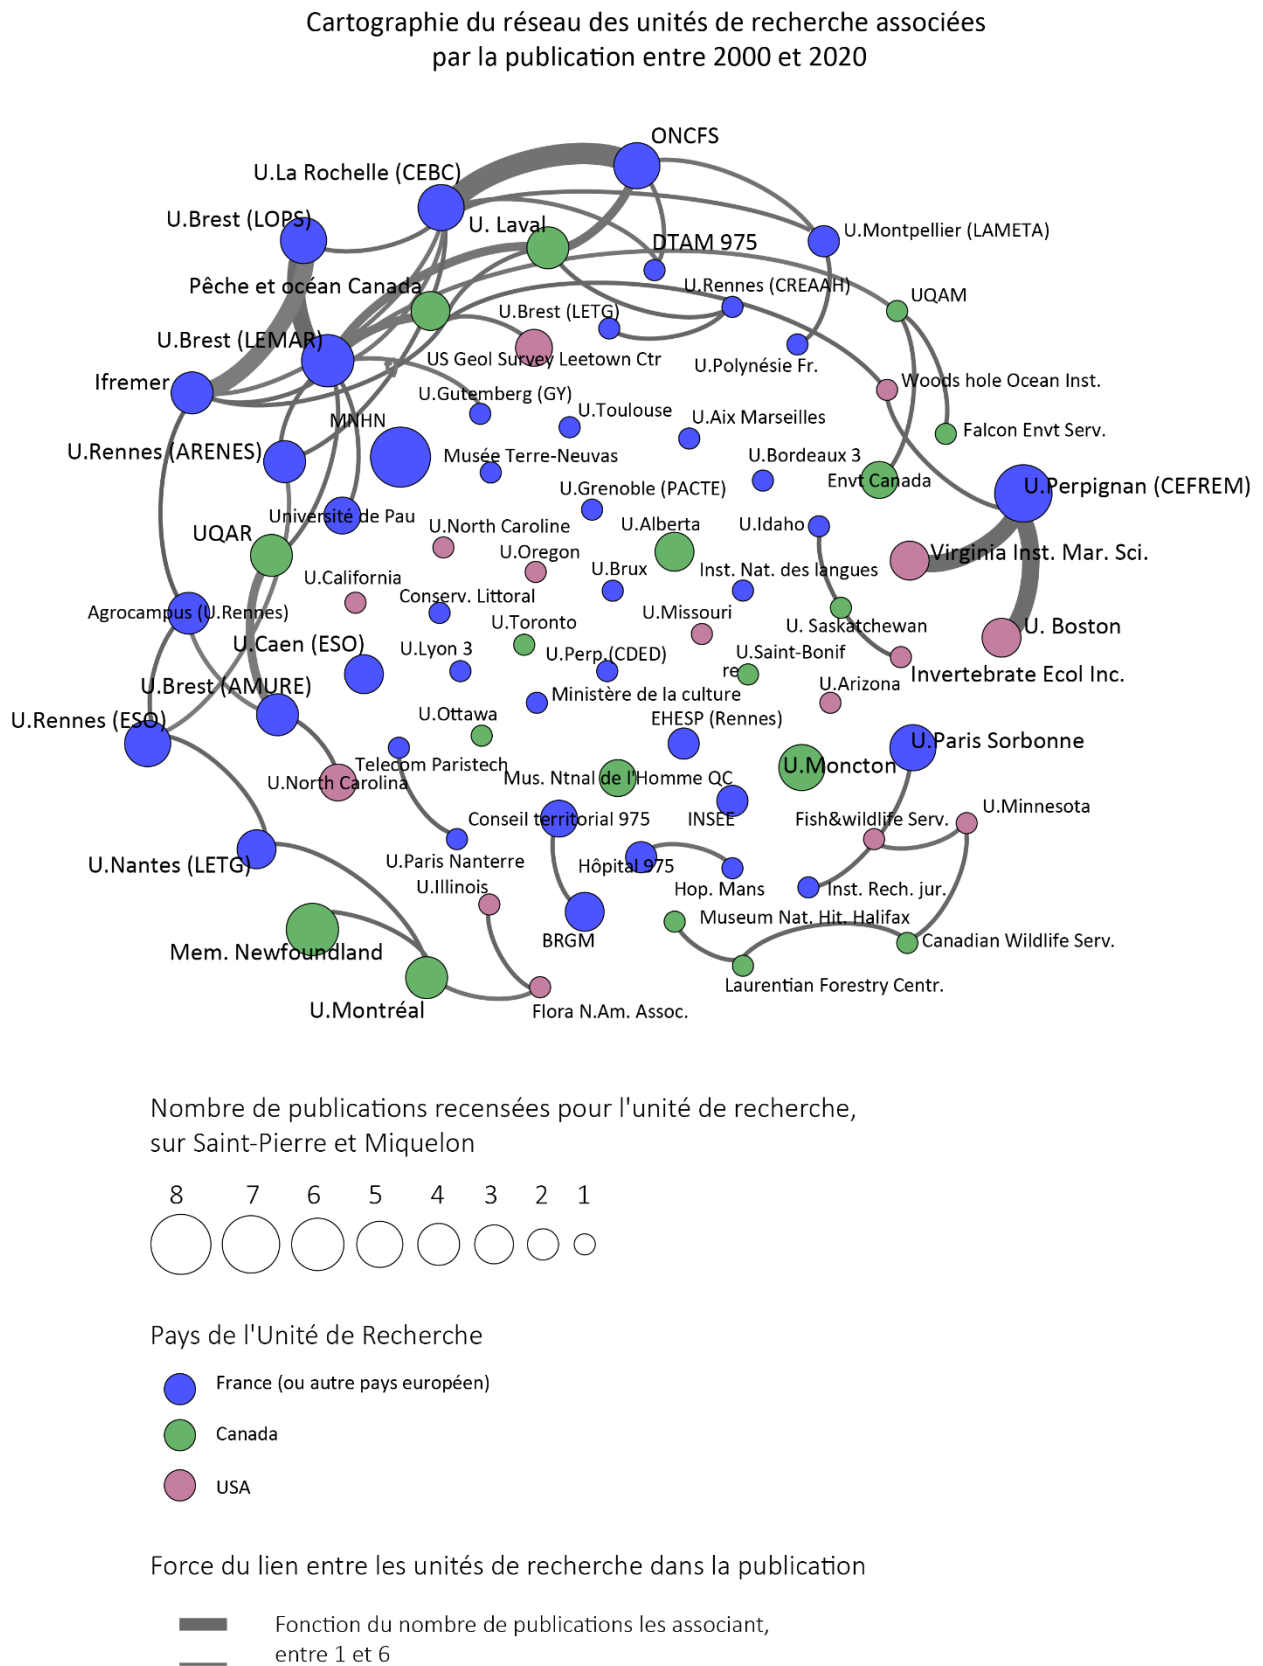 Cartographie du réseau des unités de recherche associées
par la publication entre 2000 et 2020
ONCFS
U.La Rochelle (CEBC)
U.Brest (LOPS)
U. Laval
U.Montpellier (LAMETA)
DTAM 975
Pêche et océan Canada
U.Rennes (CREAAH)
UQAM
U.Brest (LETG)
U.Brest (LEMAR)
US Geol Survey Leetown Ctr
U.Polynésie Fr.
Ifremer
Woods hole Ocean Inst.
U.Gutemberg (GY)
U.Toulouse
MNHN
U.Aix Marseilles
Falcon Envt Serv.
U.Rennes (ARENES)
Musée Terre-Neuvas
U.Bordeaux 3
Envt Canada
U.Grenoble (PACTE)
U.Perpignan (CEFREM)
Université de Pau
UQAR
U.North Caroline
U.Alberta
U.Idaho
U.Oregon
Virginia Inst. Mar. Sci.
U.California
U.Brux
Inst. Nat. des langues
Conserv. Littoral
Agrocampus (U.Rennes)
U.Toronto
U.Missouri
U. Saskatchewan
U. Boston
U.Caen (ESO)
U.Lyon 3
U.Perp.(CDED)
U.Saint-Bonif
re
Invertebrate Ecol Inc.
U.Brest (AMURE)
Ministère de la culture
U.Arizona
U.Rennes (ESO)
U.Ottawa
EHESP (Rennes)
U.Paris Sorbonne
Telecom Paristech
U.North Carolina
Mus. Ntnal de l'Homme QC
U.Moncton
Conseil territorial 975
INSEE
Fish&wildlife Serv.
U.Minnesota
U.Nantes (LETG)
U.Paris Nanterre
Hôpital 975
U.Illinois
Hop. Mans
Inst. Rech. jur.
Museum Nat. Hit. Halifax
BRGM
Canadian Wildlife Serv.
Mem. Newfoundland
Laurentian Forestry Centr.
U.Montréal
Flora N.Am. Assoc.
Nombre de publications recensées pour l'unité de recherche,
sur Saint-Pierre et Miquelon
8 7 6 5 4 3 2 1
Pays de l'Unité de Recherche
France (ou autre pays européen)
Canada
USA
Force du lien entre les unités de recherche dans la publication
Fonction du nombre de publications les associant,
entre 1 et 6